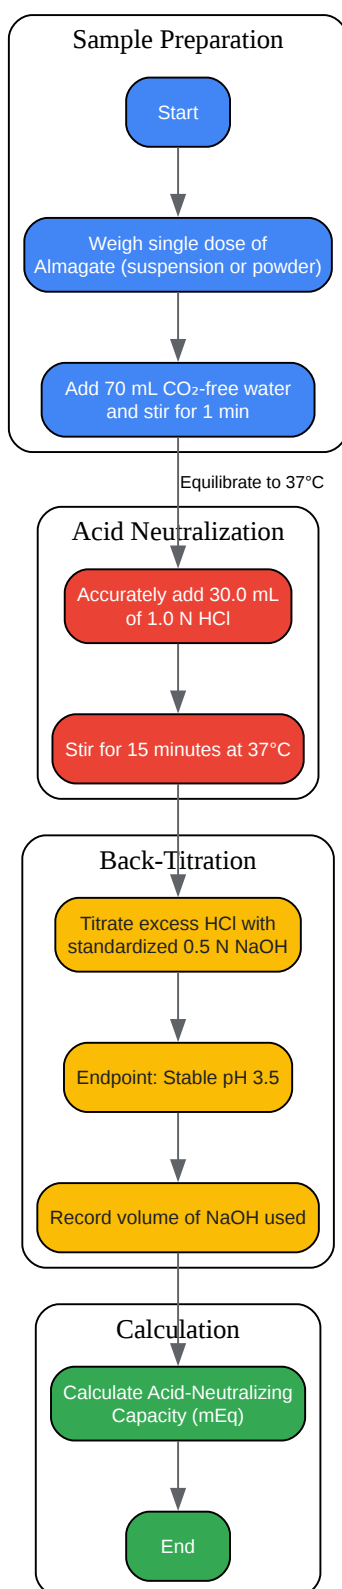 Sample Preparation
Start
Weigh single dose of
Almagate (suspension or powder)
Add 70 mL CO₂-free water
and stir for 1 min
Equilibrate to 37°C
Acid Neutralization
Accurately add 30.0 mL
of 1.0 N HCl
Stir for 15 minutes at 37°C
Back-Titration
Titrate excess HCl with
standardized 0.5 N NaOH
Endpoint: Stable pH 3.5
Record volume of NaOH used
Calculation
Calculate Acid-Neutralizing
Capacity (mEq)
End